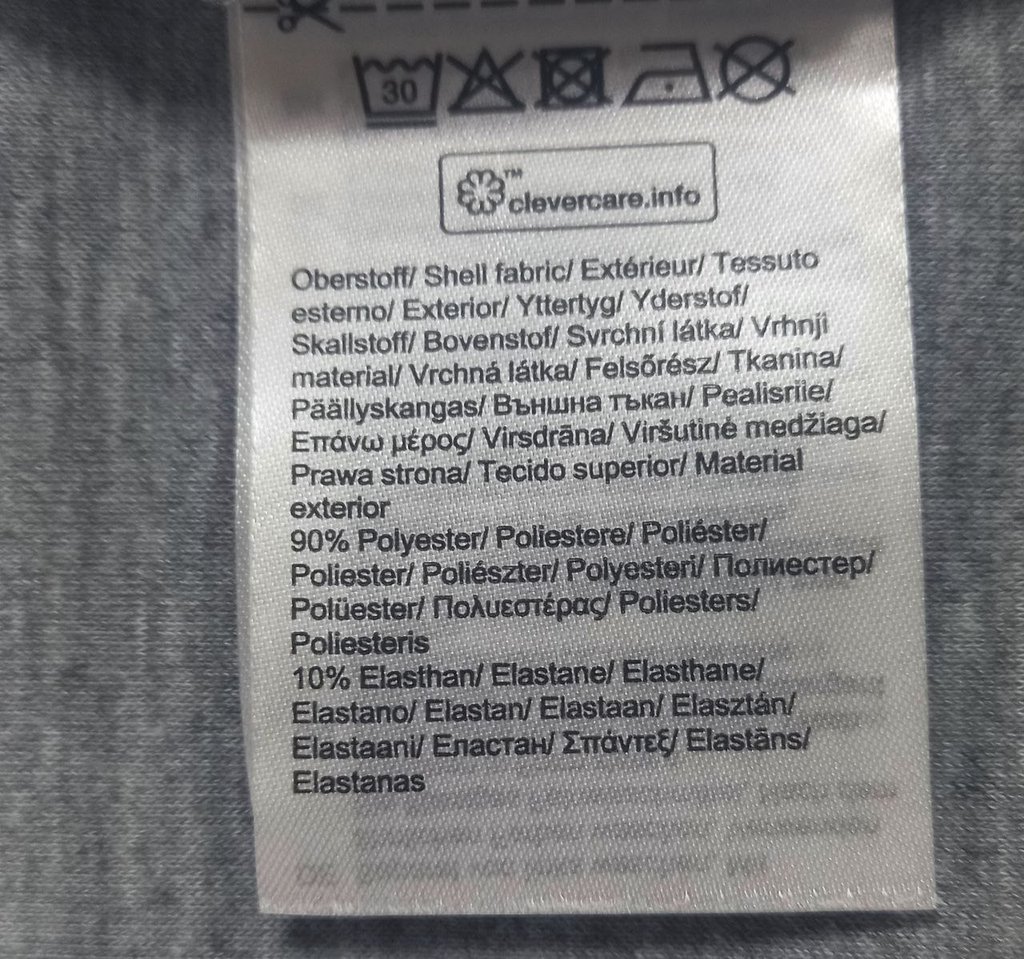 30
™
clevercare.info
Oberstoff/ Shell fabric/ Extérieur/ Tessuto
esterno/ Exterior/ Yttertyg/ Yderstof/
Skallstoff/ Bovenstof/ Svrchní látka/ Vrhnji
material/ Vrchná látka/ Felsőrész/ Tkanina/
Päällyskangas/ Външна тъкан/ Pealisriie/
Επάνω μέρος/ Virsdrāna/ Viršutinė medžiaga/
Prawa strona/ Tecido superior/ Material
exterior
90% Polyester/ Poliestere/ Poliéster/
Poliester/ Poliészter/ Polyesteri/ Полиестер/
Polüester/ Πολυεστέρας/ Poliesters/
Poliesteris
10% Elasthan/ Elastane/ Elasthane/
Elastano/ Elastan/ Elastaan/ Elasztán/
Elastaani/ Еластан/ Σπάντεξ/ Elastāns/
Elastanas